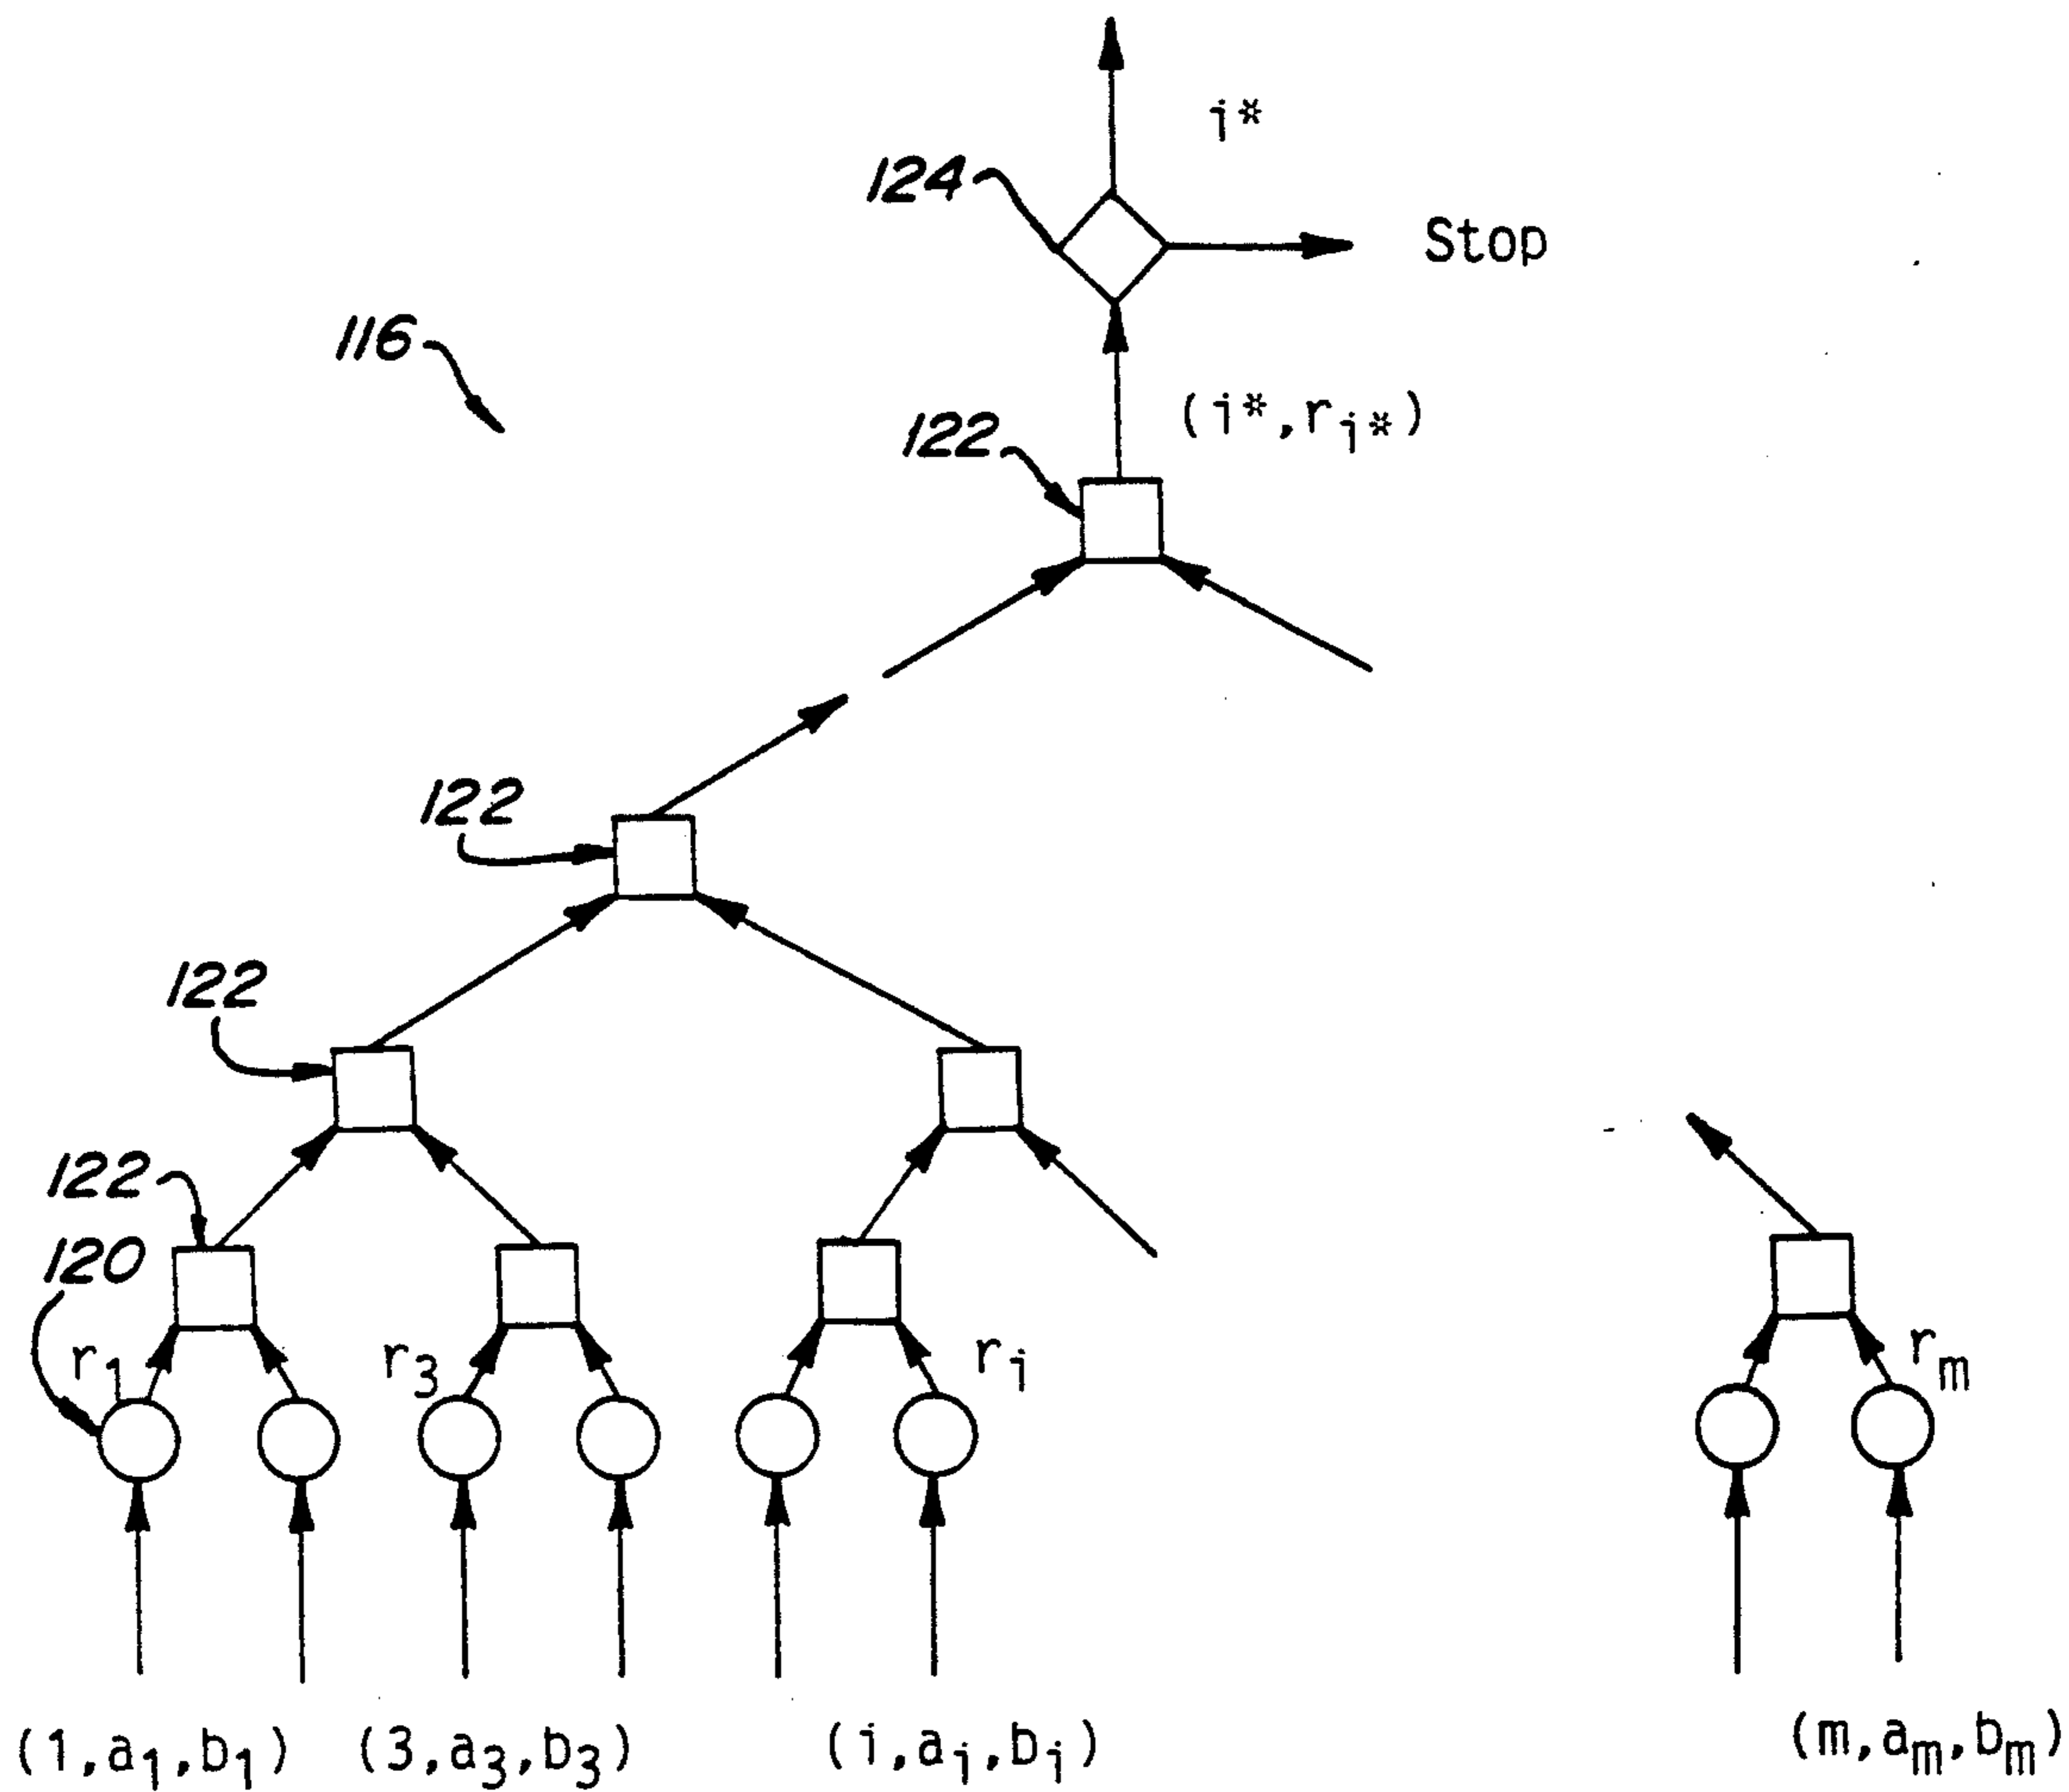 i*
124
Stop
116
(i*,ri*)
122
122
122
122
120
r1
r3
ri
rm
(1,a1,b1)
(3,a3,b3)
(i,ai,bi)
(m,am,bm)